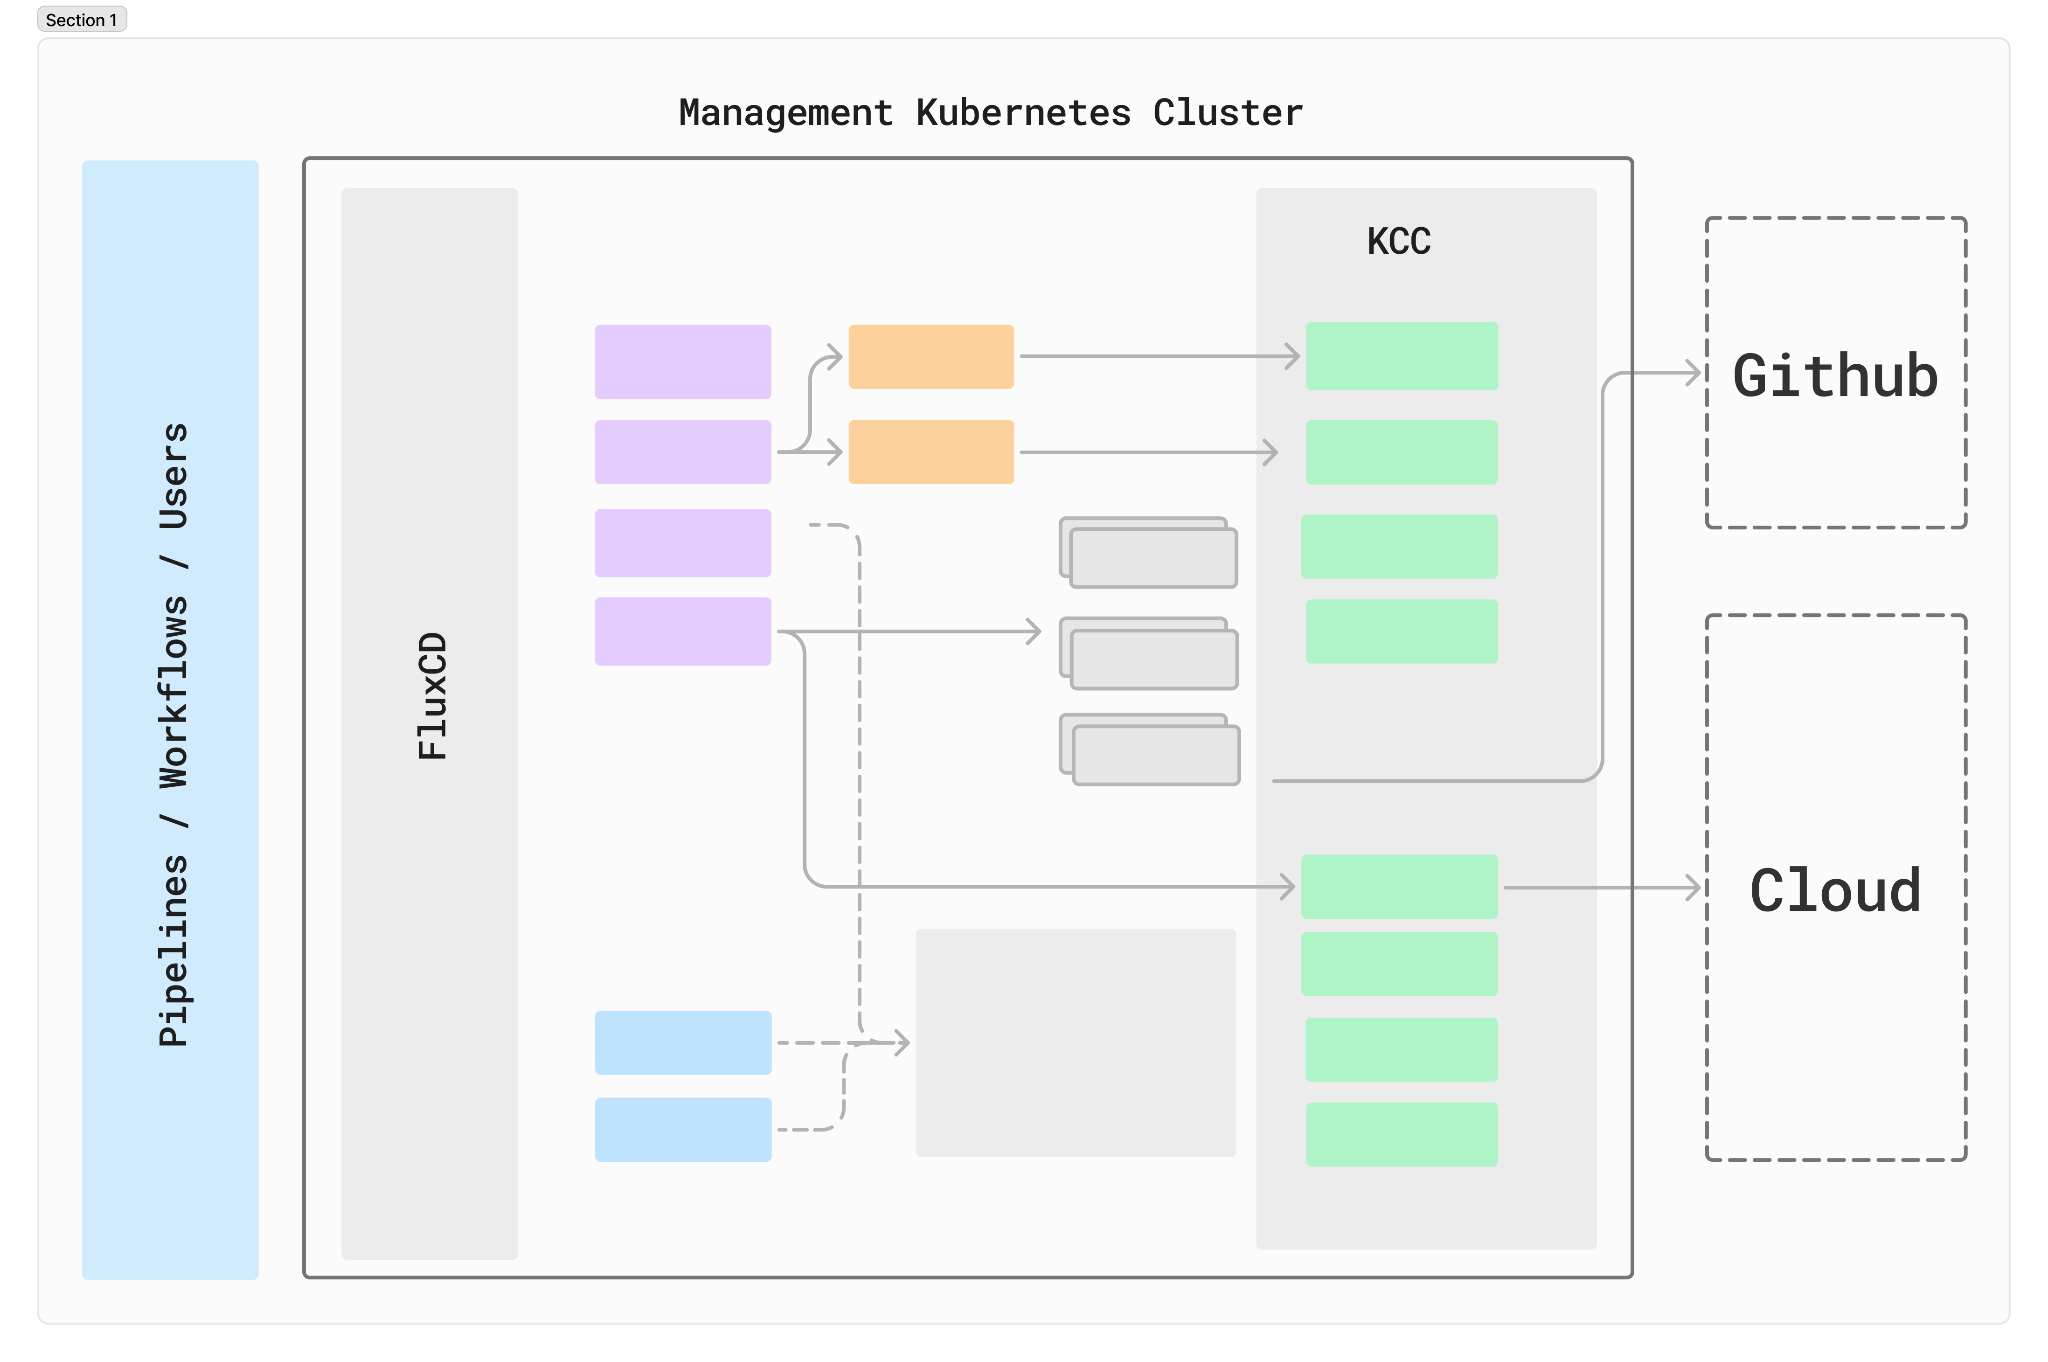 Section 1
Management Kubernetes Cluster
Pipelines / Workflows / Users
FluxCD
KCC
Github
Cloud